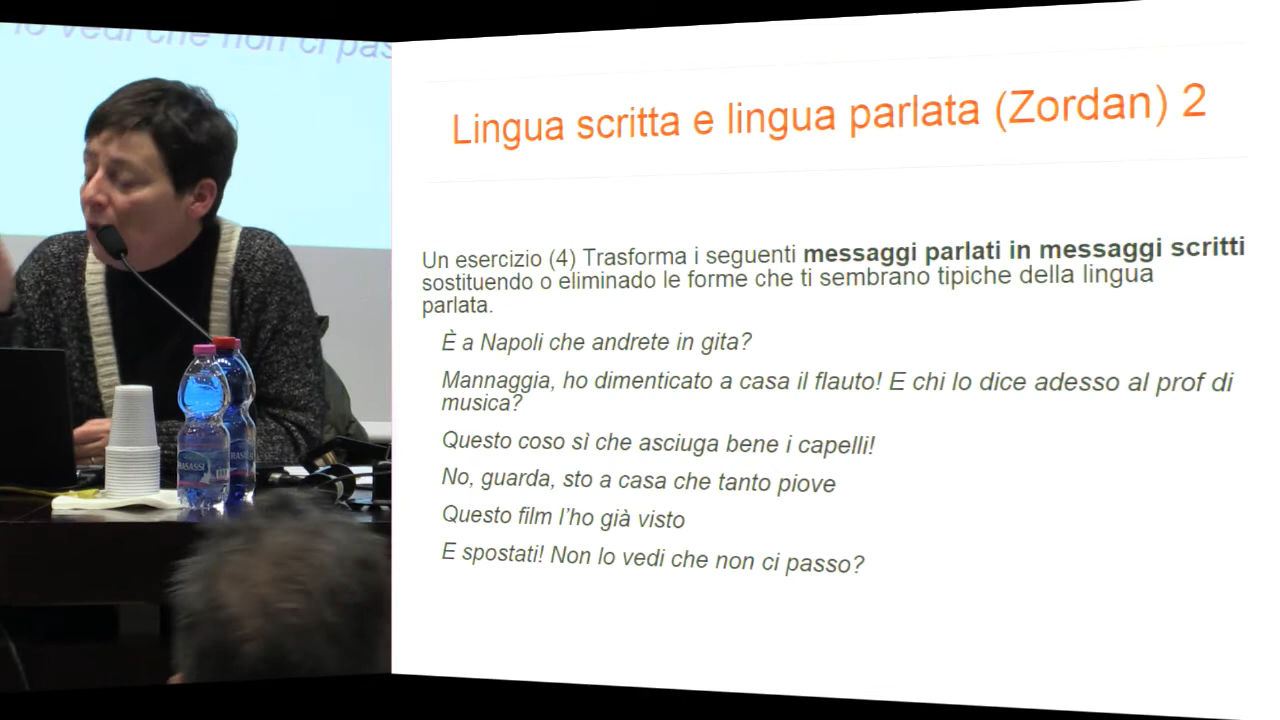 lo vedi che non ci pas
Lingua scritta e lingua parlata (Zordan) 2
Un esercizio (4) Trasforma i seguenti messaggi parlati in messaggi scritti
sostituendo o eliminado le forme che ti sembrano tipiche della lingua
parlata.
È a Napoli che andrete in gita?
Mannaggia, ho dimenticato a casa il flauto! E chi lo dice adesso al prof di
musica?
Questo coso sì che asciuga bene i capelli!
No, guarda, sto a casa che tanto piove
Questo film l'ho già visto
E spostati! Non lo vedi che non ci passo?